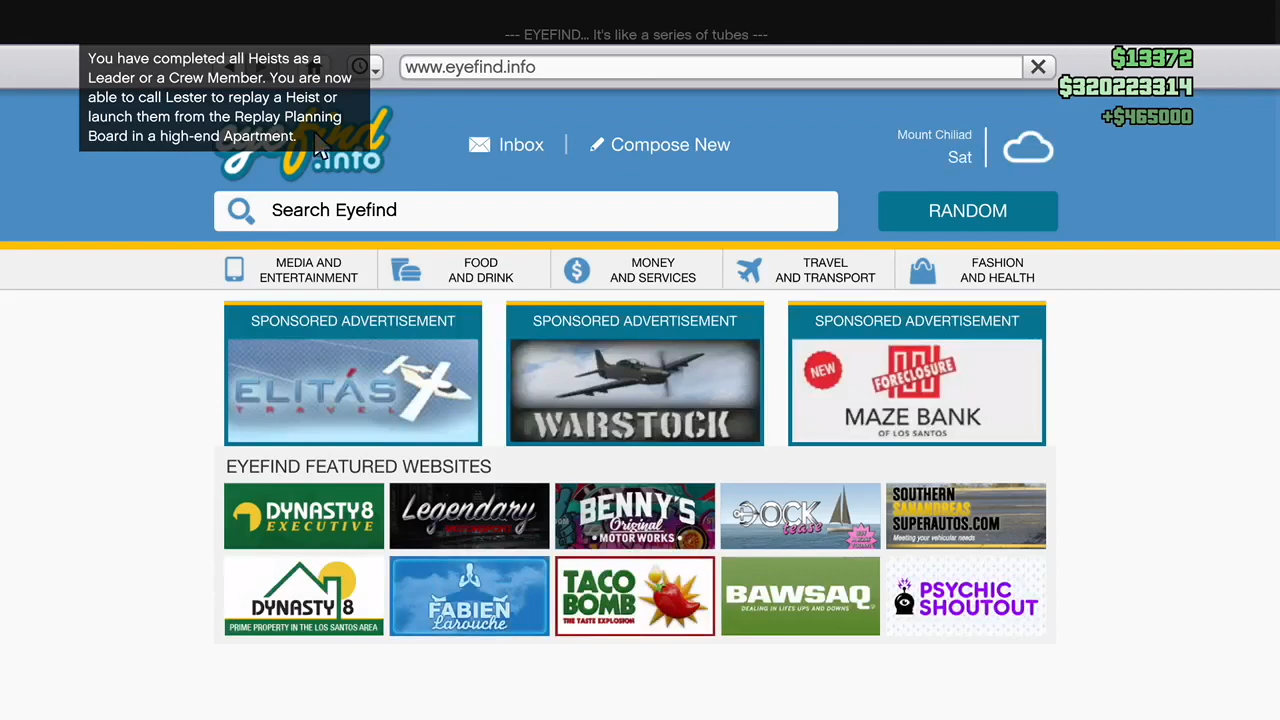 --- EYEFIND... It's like a series of tubes ---
You have completed all Heists as a
Leader or a Crew Member. You are now
able to call Lester to replay a Heist or
launch them from the Replay Planning
Board in a high-end Apartment.
www.eyefind.info
$13372
$320223314
+$465000
eyefind
.info
Inbox
Compose New
Mount Chiliad
Sat
Search Eyefind
RANDOM
MEDIA AND
ENTERTAINMENT
FOOD
AND DRINK
MONEY
AND SERVICES
TRAVEL
AND TRANSPORT
FASHION
AND HEALTH
SPONSORED ADVERTISEMENT
ELITÁS
TRAVEL
SPONSORED ADVERTISEMENT
WARSTOCK
SPONSORED ADVERTISEMENT
NEW
FORECLOSURE
MAZE BANK
OF LOS SANTOS
EYEFIND FEATURED WEBSITES
DYNASTY 8
EXECUTIVE
Legendary
BENNY'S
Original
MOTOR WORKS
DOCK
tease
SOUTHERN
SANANDREAS
SUPERAUTOS.COM
Meeting your vehicular needs
DYNASTY 8
PRIME PROPERTY IN THE LOS SANTOS AREA
FABIEN
Larouche
TACO
BOMB
THE TASTE EXPLOSION
BAWSAQ
DEALING IN LIFE'S UPS AND DOWNS
PSYCHIC
SHOUTOUT